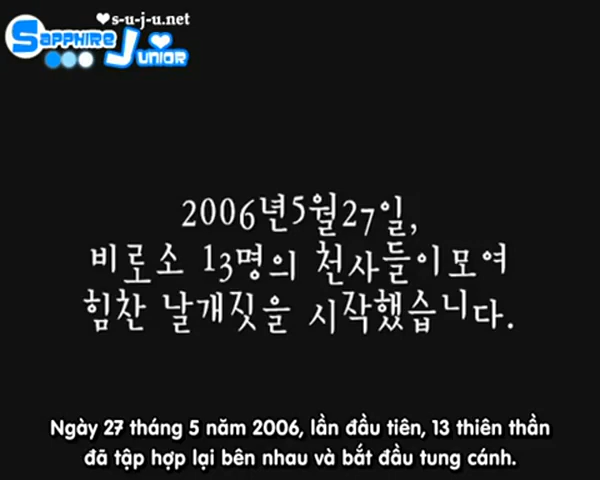 ❤s-u-j-u.net
SAPPHIRE
JUNIOR
2006년5월27일,
비로소 13명의 천사들이모여
힘찬 날개짓을 시작했습니다.
Ngày 27 tháng 5 năm 2006, lần đầu tiên, 13 thiên thần
đã tập hợp lại bên nhau và bắt đầu tung cánh.